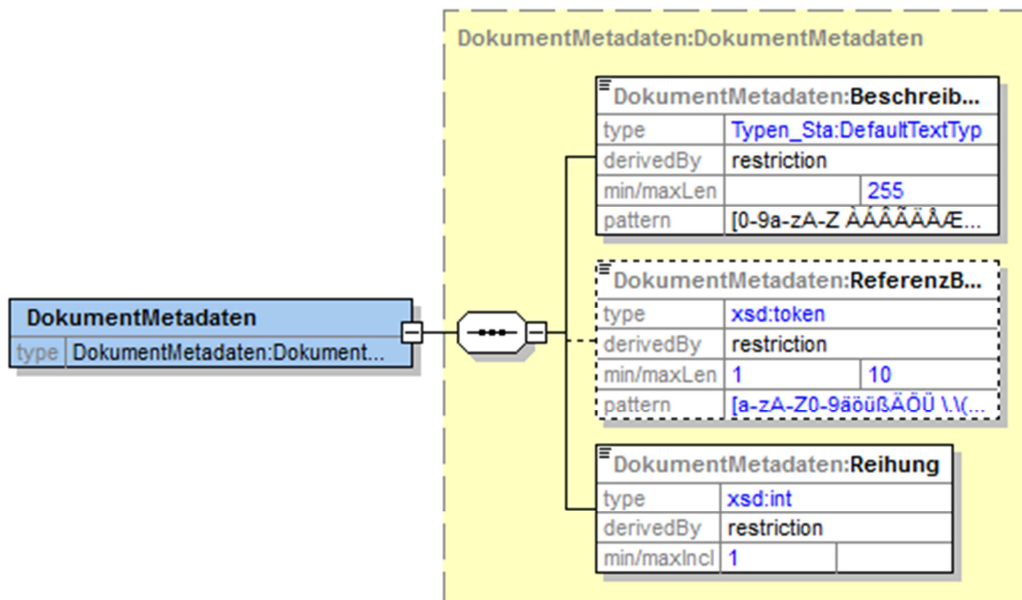 DokumentMetadaten:DokumentMetadaten
DokumentMetadaten:Beschreib...
type Typen_Sta:DefaultTextTyp
derivedBy restriction
min/maxLen 255
pattern [0-9a-zA-Z ÀÁÂÃÄÅÆ...
DokumentMetadaten:ReferenzB...
type xsd:token
derivedBy restriction
min/maxLen 1 10
pattern [a-zA-Z0-9äöüßÄÖÜ \.\(...
DokumentMetadaten
type DokumentMetadaten:Dokument...
DokumentMetadaten:Reihung
type xsd:int
derivedBy restriction
min/maxIncl 1